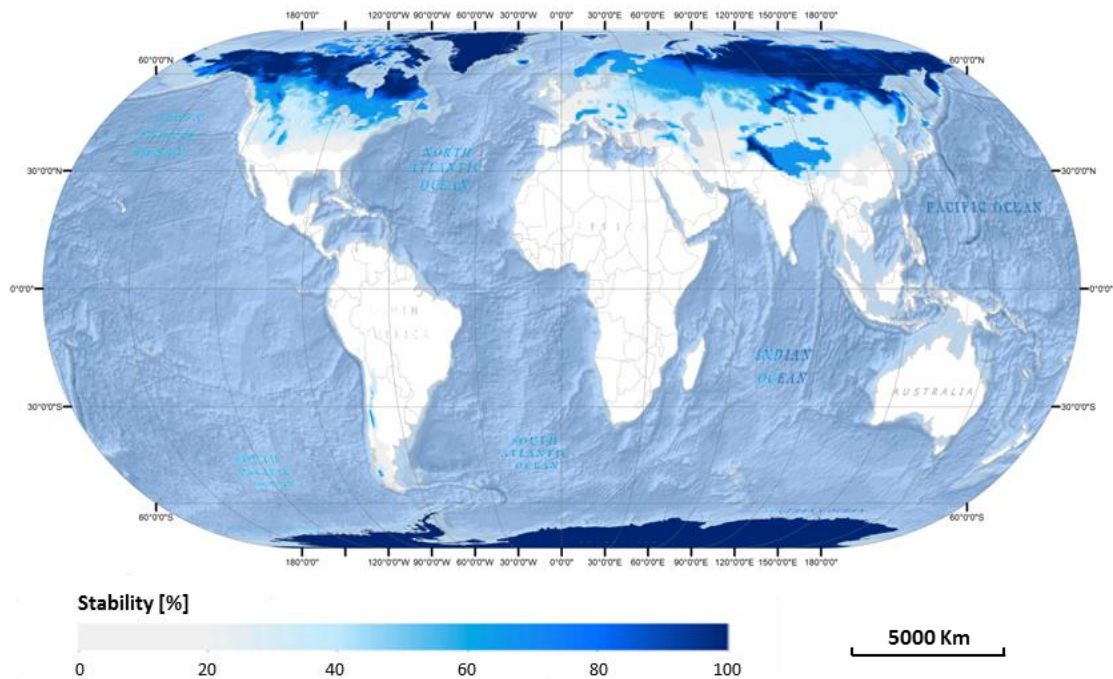 180°0'0" 120°0'0"W 90°0'0"W 60°0'0"W 30°0'0"W 0°0'0" 30°0'0"E 60°0'0"E 90°0'0"E 120°0'0"E 150°0'0"E 180°0'0"
60°0'0"N 60°0'0"N
NORTH
ATLANTIC
OCEAN
30°0'0"N 30°0'0"N
PACIFIC OCEAN
0°0'0" 0°0'0"
INDIAN
OCEAN
AUSTRALIA
30°0'0"S 30°0'0"S
SOUTH
ATLANTIC
OCEAN
60°0'0"S 60°0'0"S
180°0'0" 120°0'0"W 90°0'0"W 60°0'0"W 30°0'0"W 0°0'0" 30°0'0"E 60°0'0"E 90°0'0"E 120°0'0"E 150°0'0"E 180°0'0"
Stability [%]
0 20 40 60 80 100
5000 Km